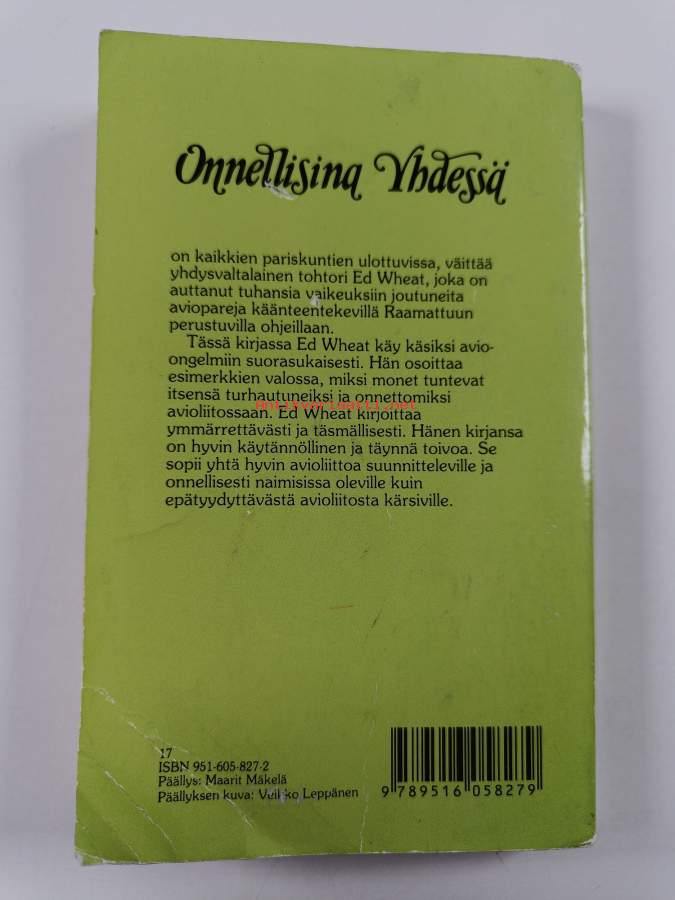 Onnellisina Yhdessä
on kaikkien pariskuntien ulottuvissa, väittää
yhdysvaltalainen tohtori Ed Wheat, joka on
auttanut tuhansia vaikeuksiin joutuneita
aviopareja käänteentekevillä Raamattuun
perustuvilla ohjeillaan.
Tässä kirjassa Ed Wheat käy käsiksi avio-
ongelmiin suorasukaisesti. Hän osoittaa
esimerkkien valossa, miksi monet tuntevat
itsensä turhautuneiksi ja onnettomiksi
antikvariaatti.net
avioliitossaan. Ed Wheat kirjoittaa
ymmärrettävästi ja täsmällisesti. Hänen kirjansa
on hyvin käytännöllinen ja täynnä toivoa. Se
sopii yhtä hyvin avioliittoa suunnitteleville ja
onnellisesti naimisissa oleville kuin
epätyydyttävästä avioliitosta kärsiville.
17
ISBN 951-605-827-2
Päällys: Maarit Mäkelä
Päällyksen kuva: Veikko Leppänen
9 789516 058279